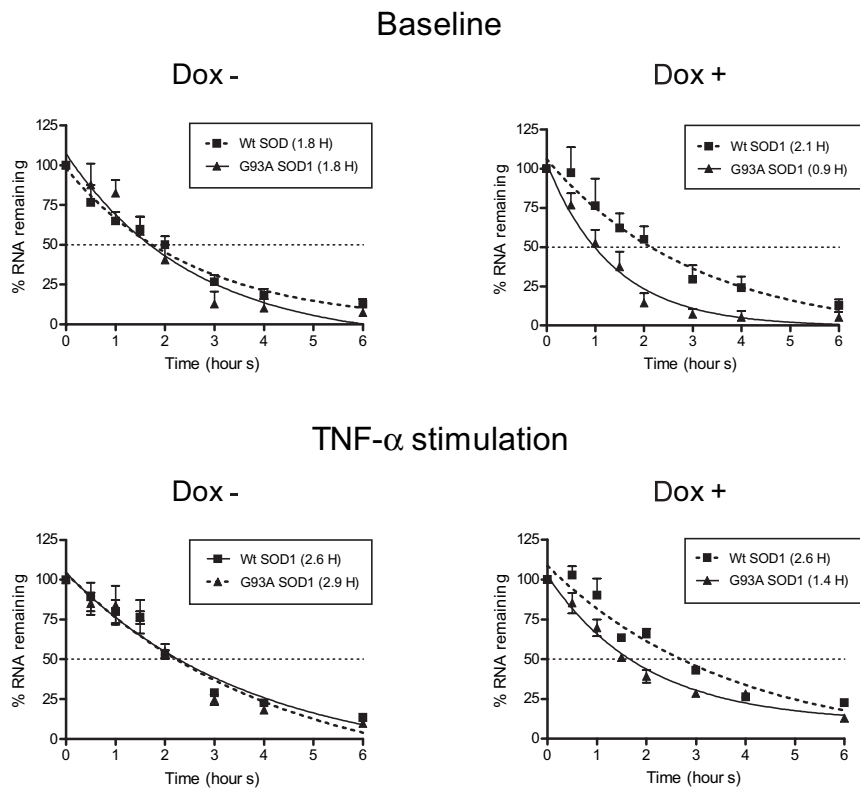 Baseline
Dox -
Dox +
125
100
75
50
25
0
% RNA remaining
Wt SOD (1.8 H)
G93A SOD1 (1.8 H)
0 1 2 3 4 5 6
Time (hour s)
125
100
75
50
25
0
% RNA remaining
Wt SOD1 (2.1 H)
G93A SOD1 (0.9 H)
0 1 2 3 4 5 6
Time (hour s)
TNF-α stimulation
Dox -
Dox +
125
100
75
50
25
0
% RNA remaining
Wt SOD1 (2.6 H)
G93A SOD1 (2.9 H)
0 1 2 3 4 5 6
Time (hour s)
125
100
75
50
25
0
% RNA remaining
Wt SOD1 (2.6 H)
G93A SOD1 (1.4 H)
0 1 2 3 4 5 6
Time (hour s)